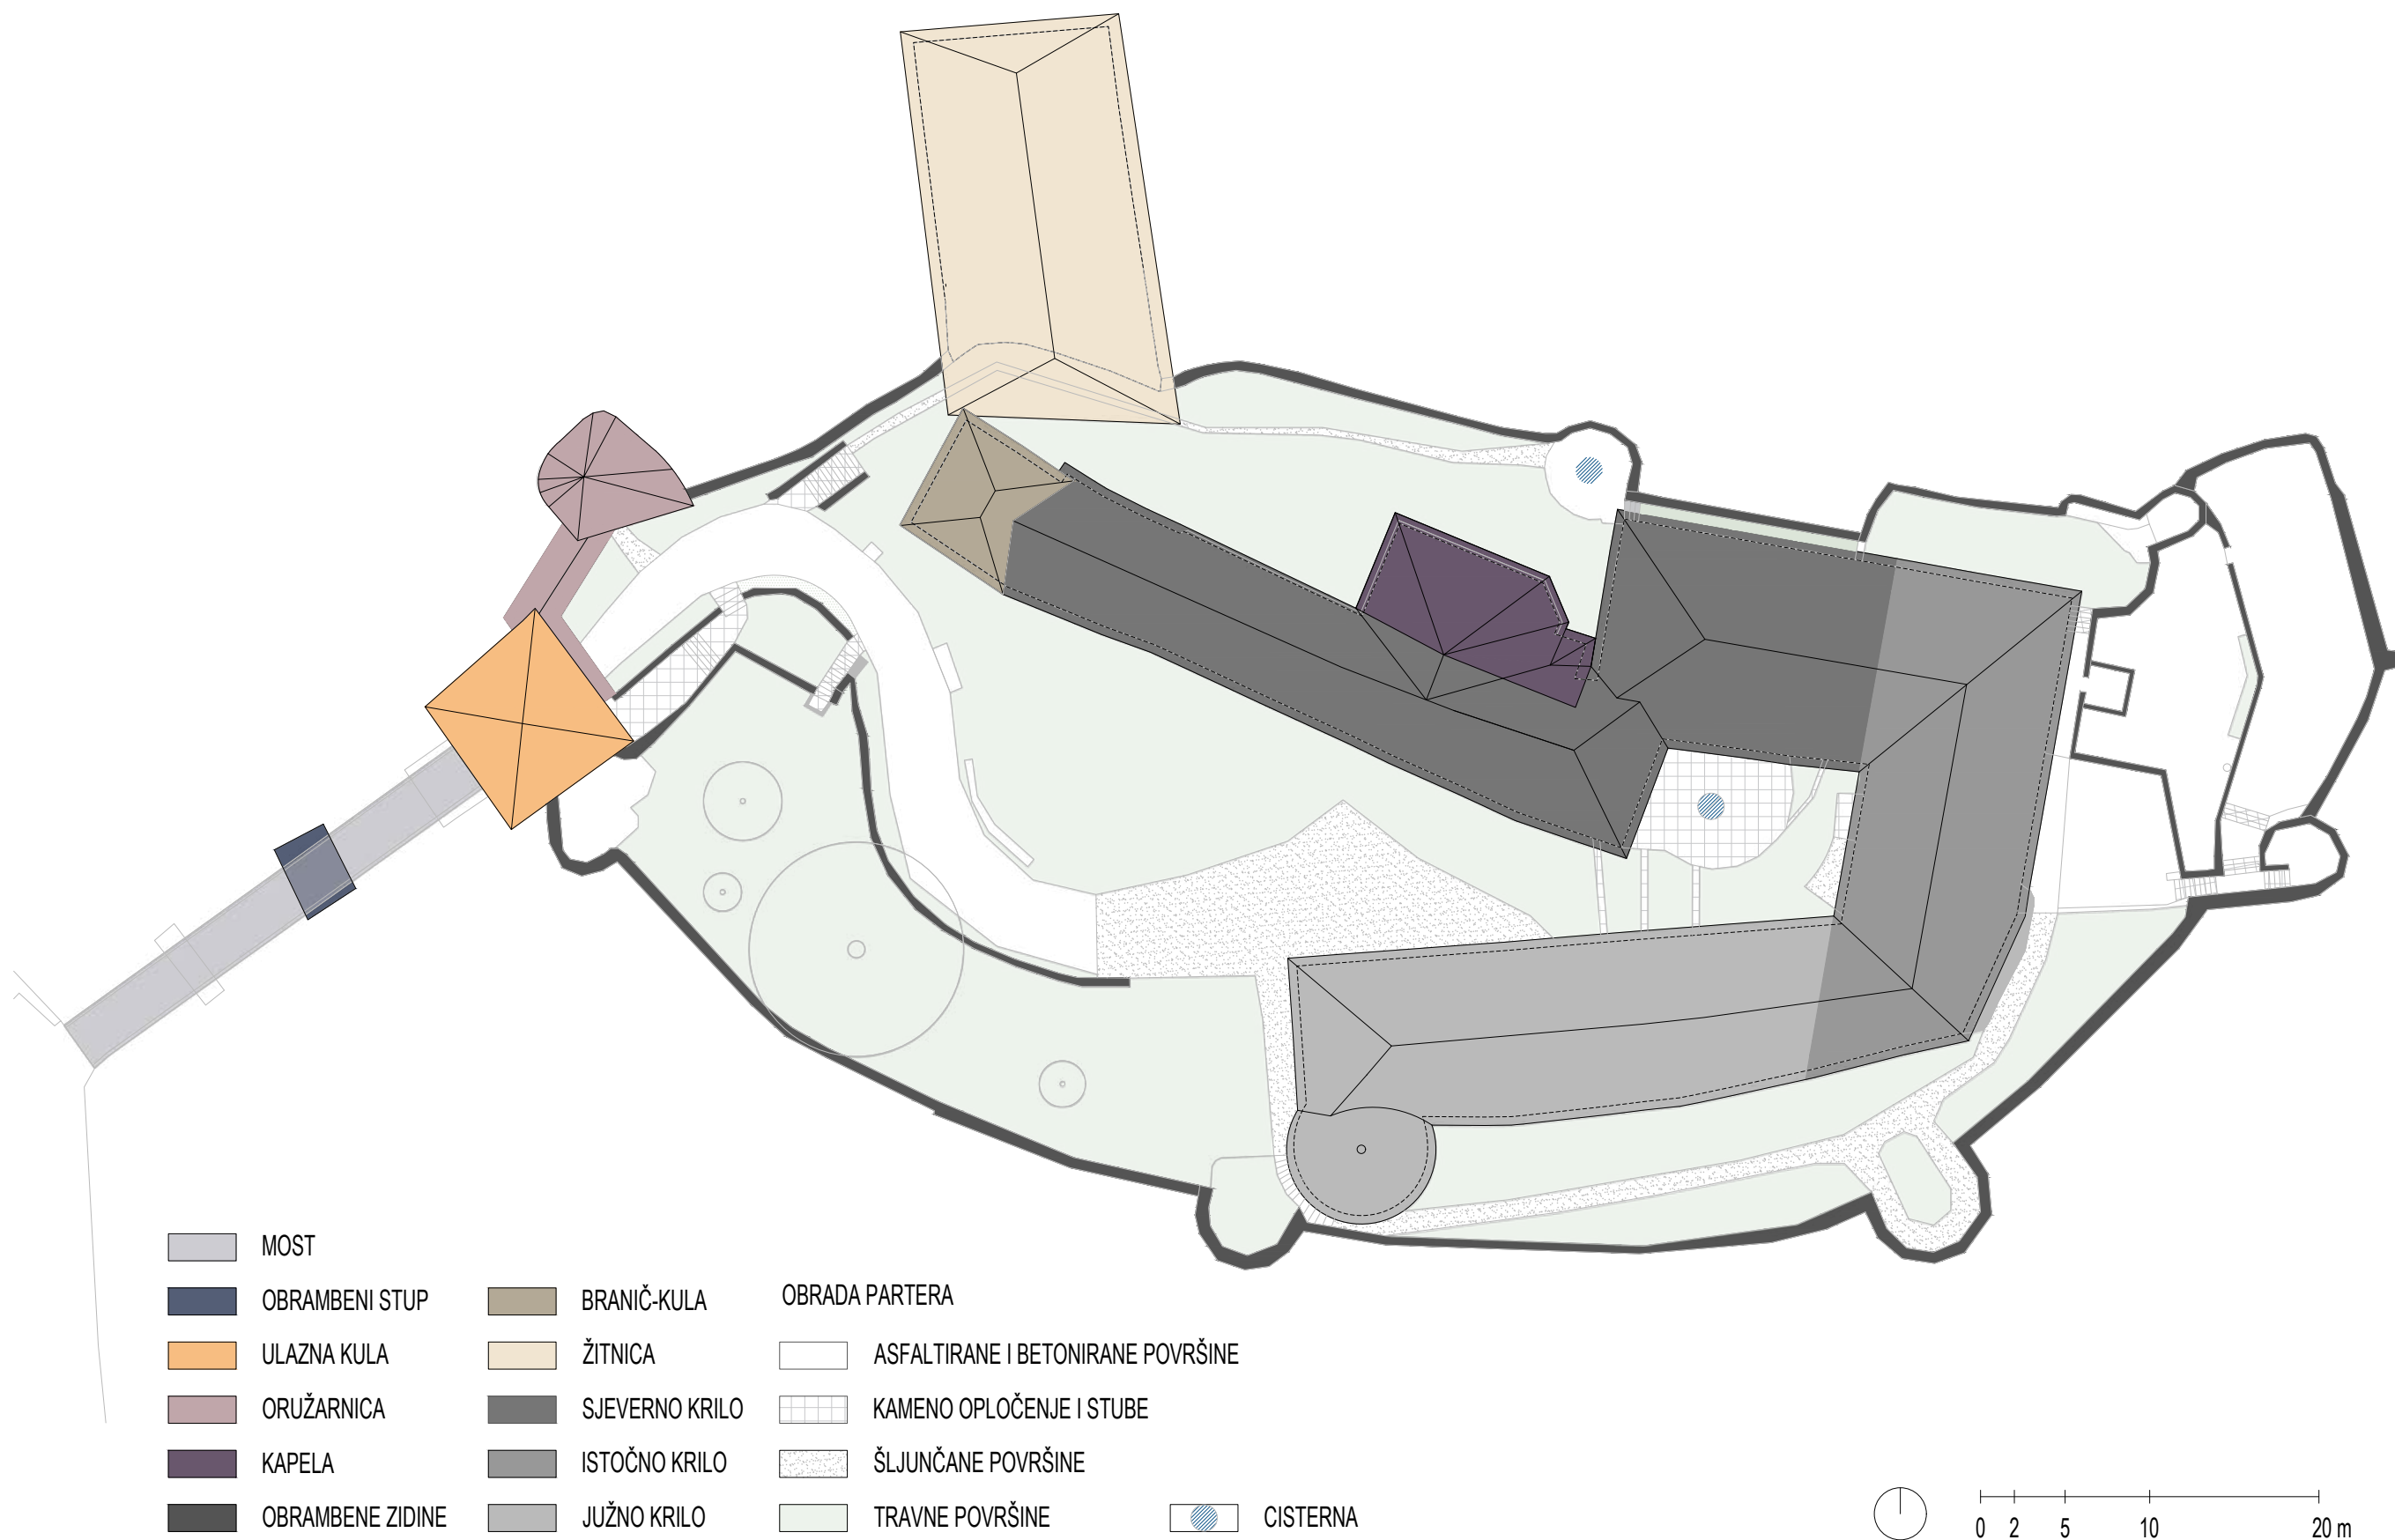 MOST
OBRAMBENI STUP
ULAZNA KULA
ORUŽARNICA
KAPELA
OBRAMBENE ZIDINE
BRANIČ-KULA
ŽITNICA
SJEVERNO KRILO
ISTOČNO KRILO
JUŽNO KRILO
OBRADA PARTERA
ASFALTIRANE I BETONIRANE POVRŠINE
KAMENO OPLOČENJE I STUBE
ŠLJUNČANE POVRŠINE
TRAVNE POVRŠINE
CISTERNA
0 2 5 10 20 m